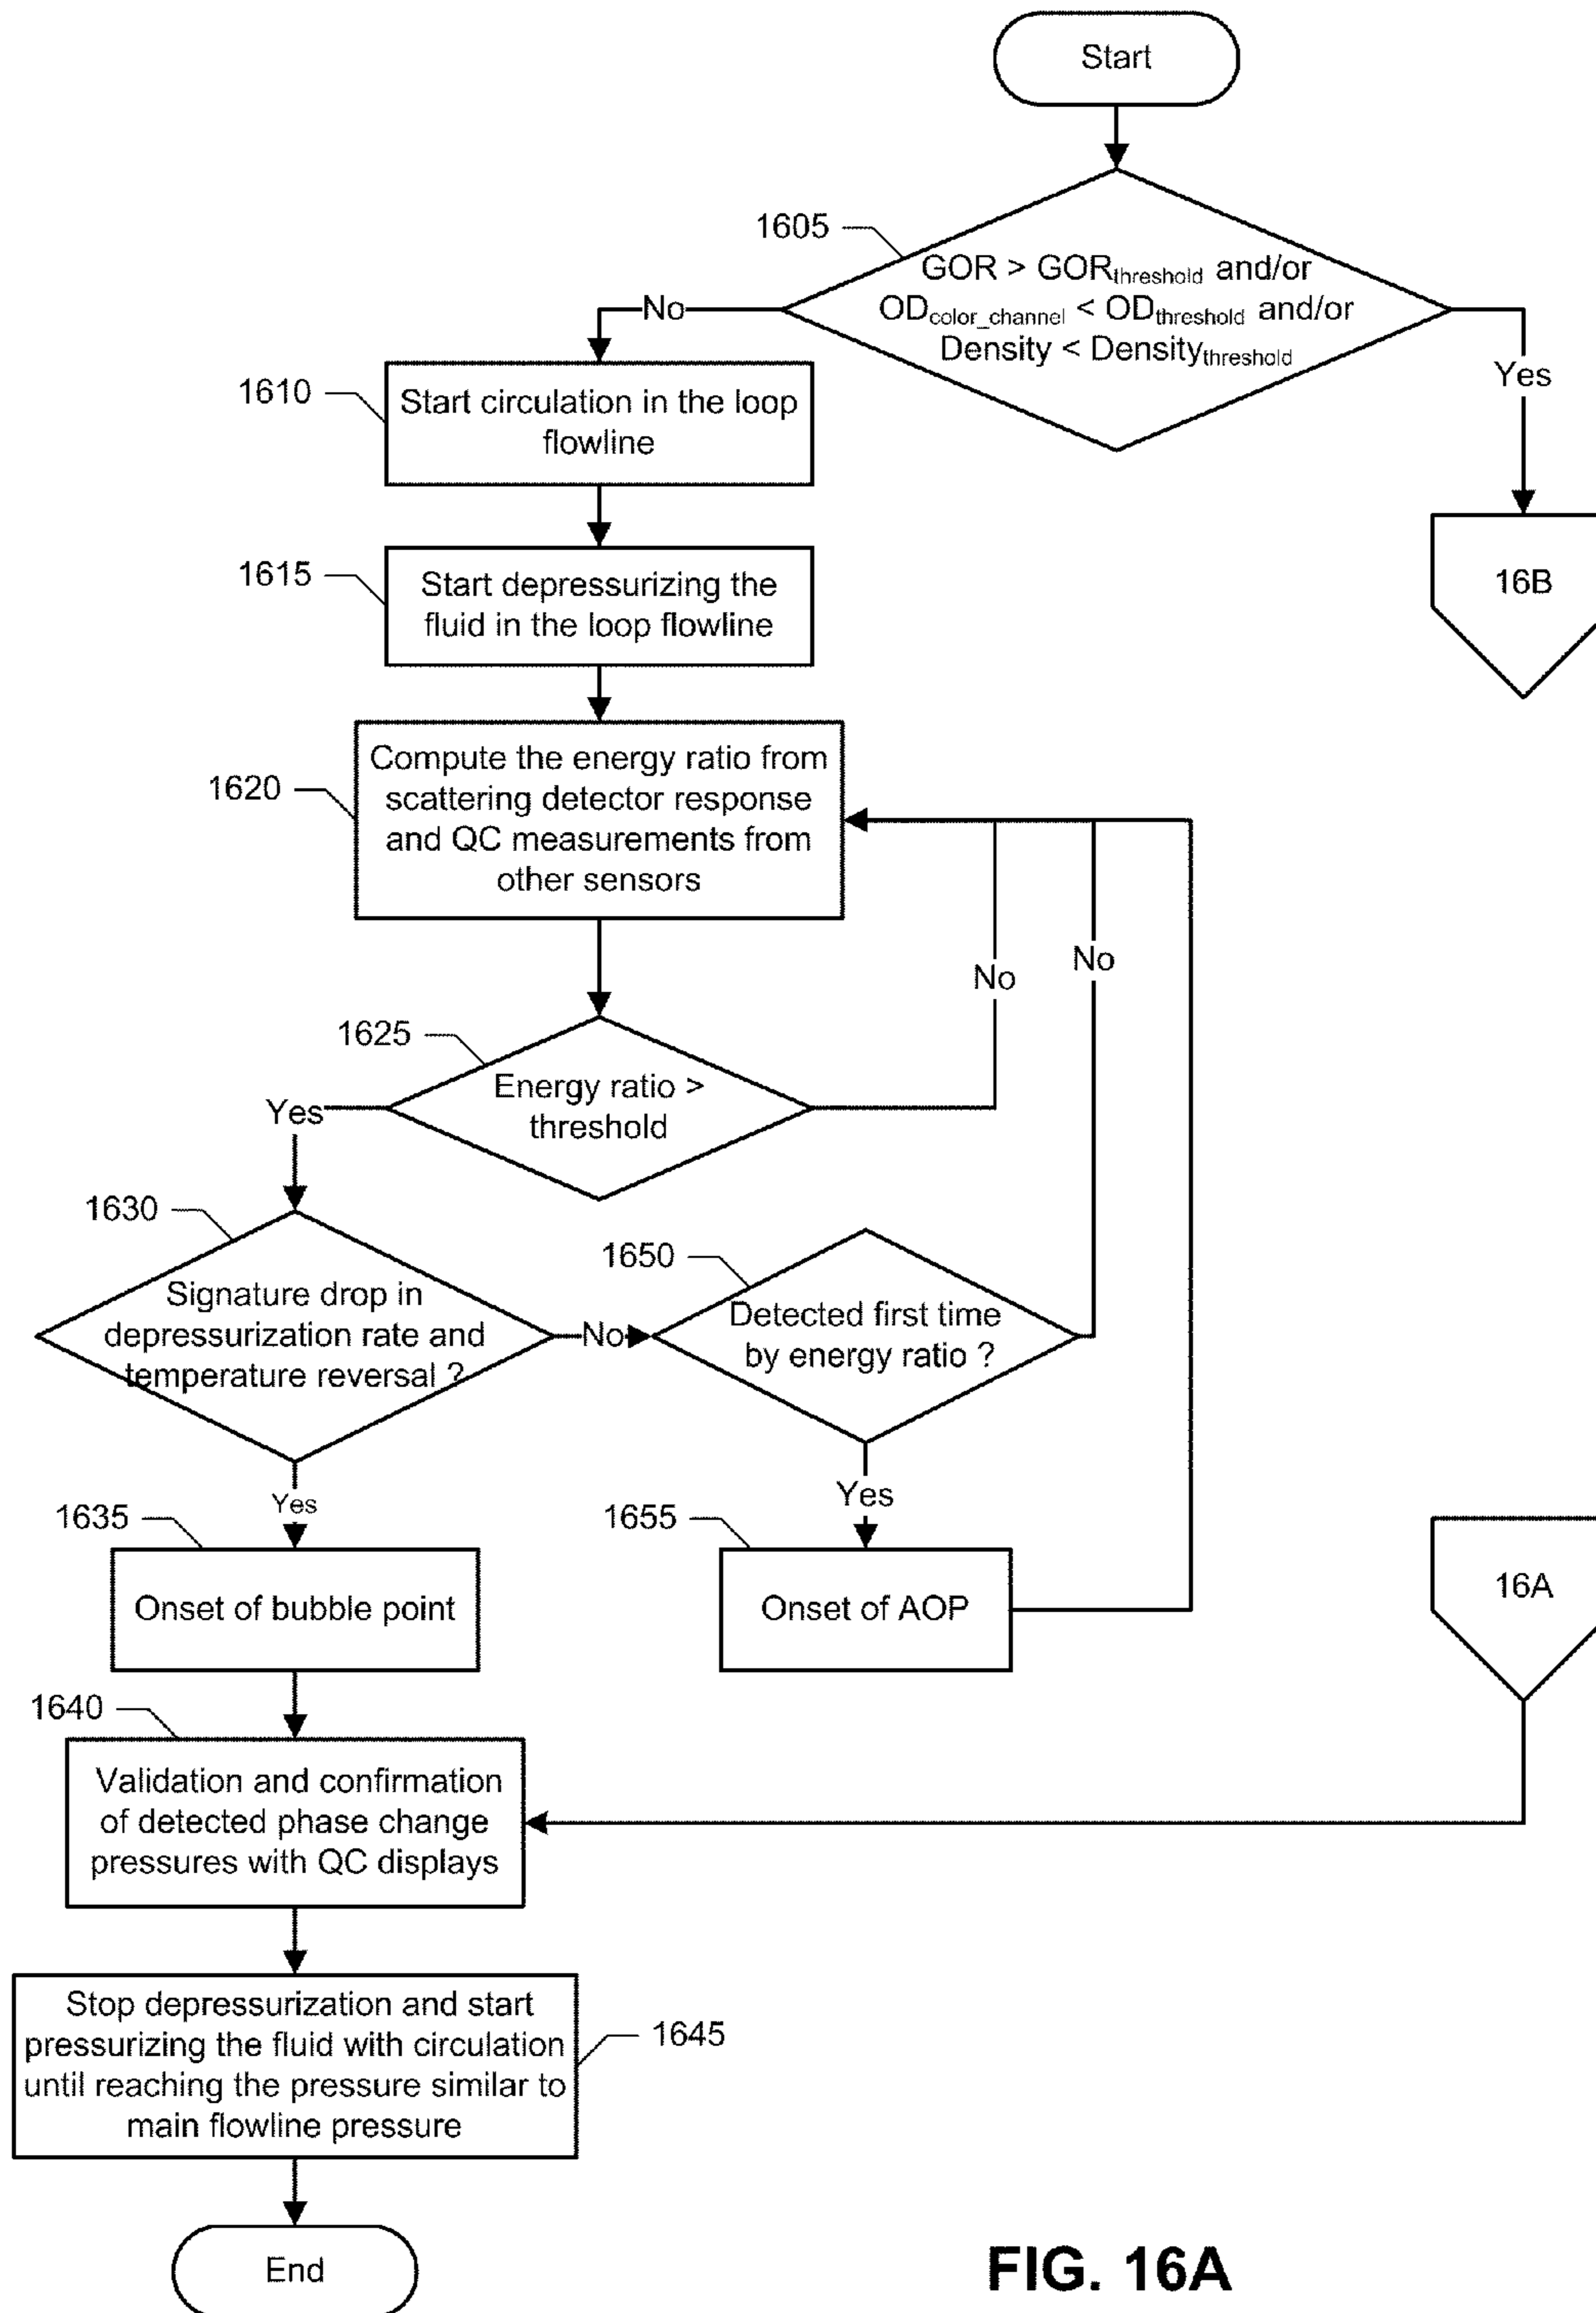 Start
1605
GOR > GORthreshold and/or
ODcolor_channel < ODthreshold and/or
Density < Densitythreshold
No
Yes
1610
Start circulation in the loop
flowline
16B
1615
Start depressurizing the
fluid in the loop flowline
1620
Compute the energy ratio from
scattering detector response
and QC measurements from
other sensors
No
No
1625
Energy ratio >
threshold
Yes
1630
Signature drop in
depressurization rate and
temperature reversal ?
No
1650
Detected first time
by energy ratio ?
Yes
Yes
1635
Onset of bubble point
1655
Onset of AOP
16A
1640
Validation and confirmation
of detected phase change
pressures with QC displays
1645
Stop depressurization and start
pressurizing the fluid with circulation
until reaching the pressure similar to
main flowline pressure
End
FIG. 16A